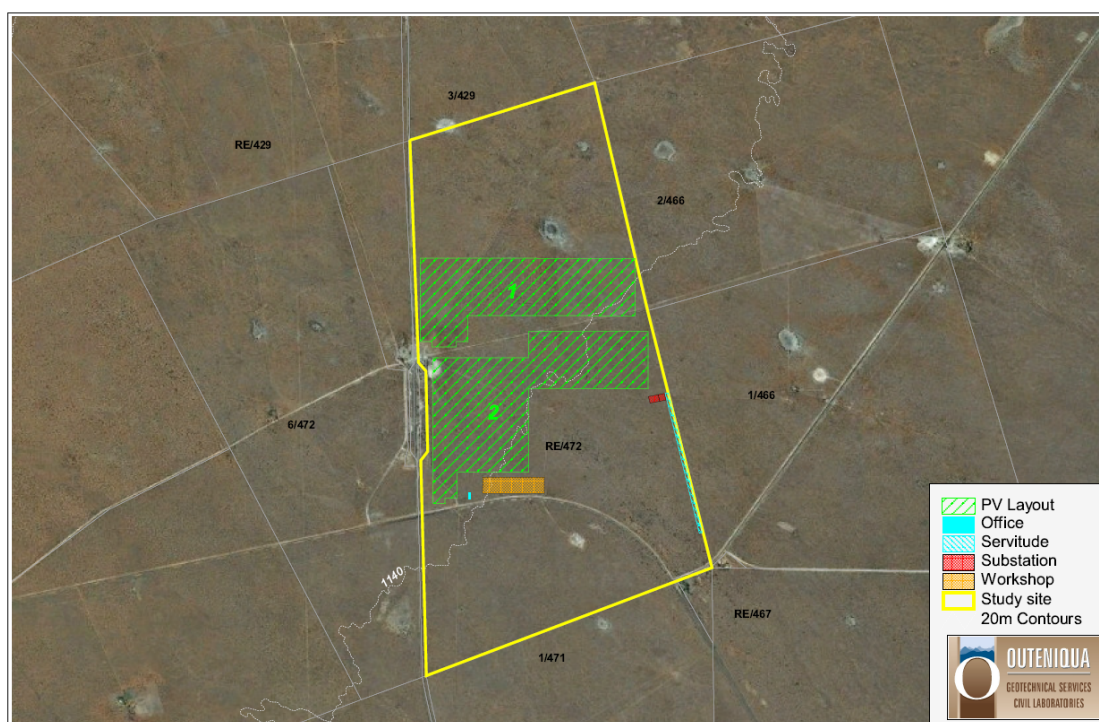 3/429
RE/429
2/466
1
1/466
6/472
2
RE/472
1140
RE/467
1/471
PV Layout
Office
Servitude
Substation
Workshop
Study site
20m Contours
O
OUTENIQUA
GEOTECHNICAL SERVICES
CIVIL LABORATORIES